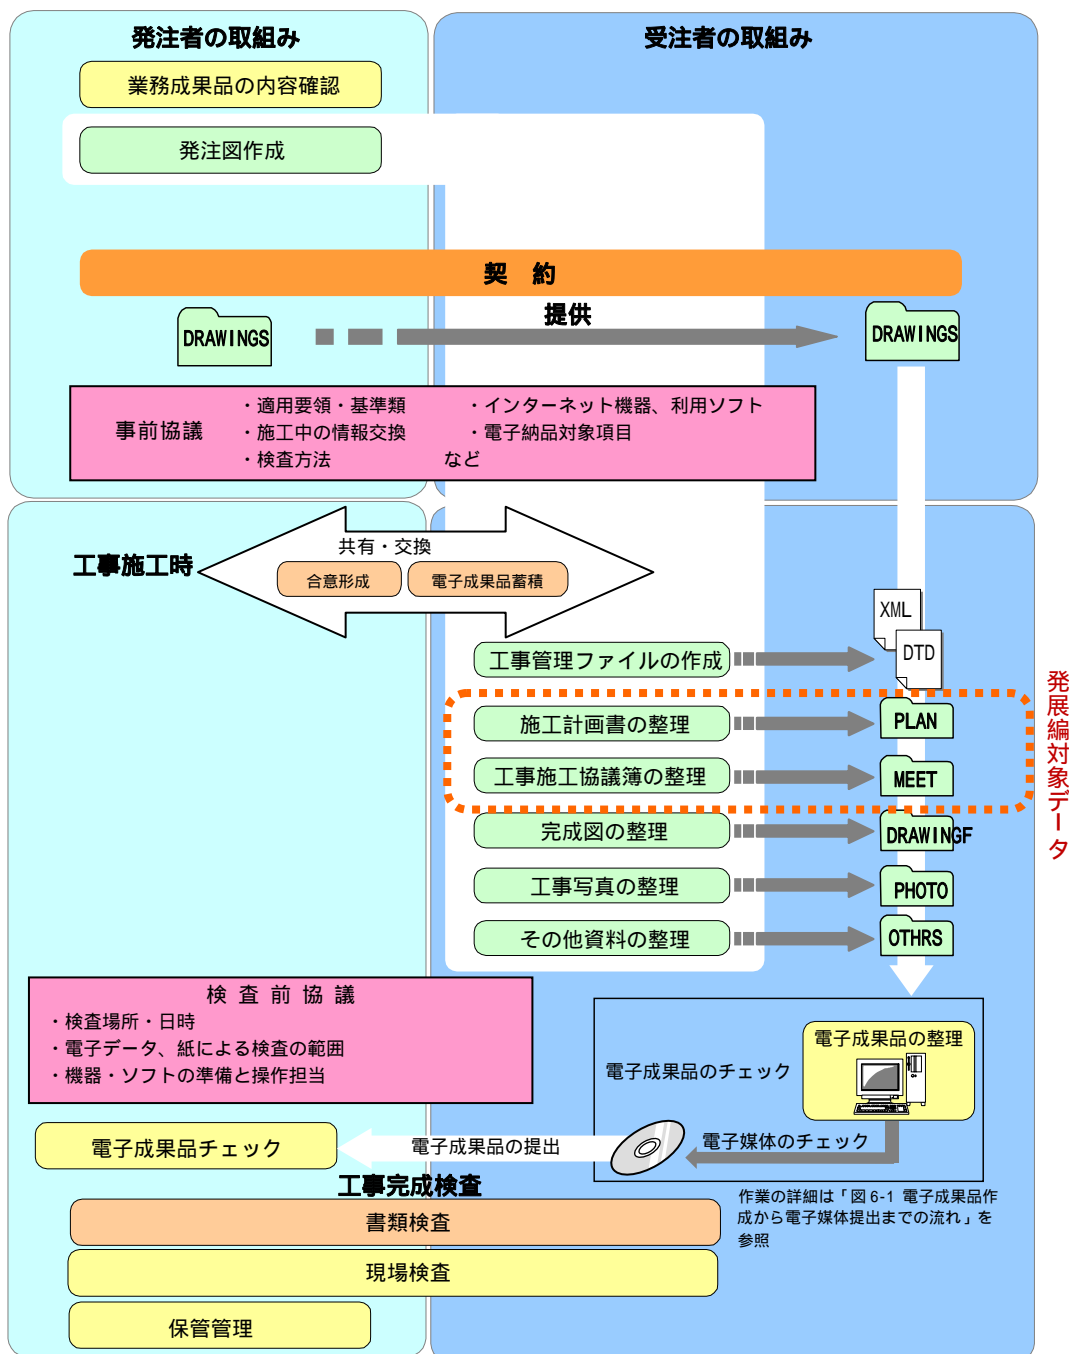 発注者の取組み
受注者の取組み
業務成果品の内容確認
発注図作成
契　約
提供
DRAWINGS
DRAWINGS
事前協議
・適用要領・基準類
・インターネット機器、利用ソフト
・施工中の情報交換
・電子納品対象項目
・検査方法
など
工事施工時
共有・交換
合意形成
電子成果品蓄積
XML
DTD
工事管理ファイルの作成
施工計画書の整理
PLAN
工事施工協議簿の整理
MEET
完成図の整理
DRAWINGF
工事写真の整理
PHOTO
その他資料の整理
OTHRS
発展編対象データ
検 査 前 協 議
・検査場所・日時
・電子データ、紙による検査の範囲
・機器・ソフトの準備と操作担当
電子成果品の整理
電子成果品のチェック
電子媒体のチェック
電子成果品の提出
電子成果品チェック
工事完成検査
作業の詳細は「図 6-1 電子成果品作
成から電子媒体提出までの流れ」を
参照
書類検査
現場検査
保管管理